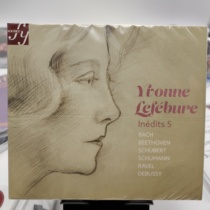 Yvonne
Lefébure
Inédits 5
BACH
BEETHOVEN
SCHUBERT
SCHUMANN
RAVEL
DEBUSSY